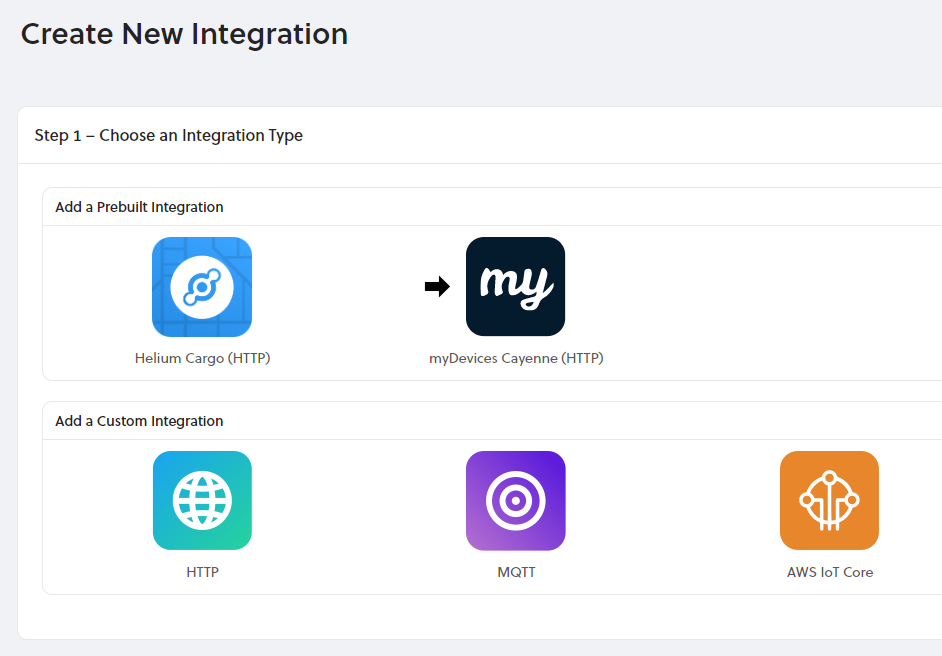 Create New Integration
Step 1 – Choose an Integration Type
Add a Prebuilt Integration
my
Helium Cargo (HTTP)
myDevices Cayenne (HTTP)
Add a Custom Integration
HTTP
MQTT
AWS IoT Core